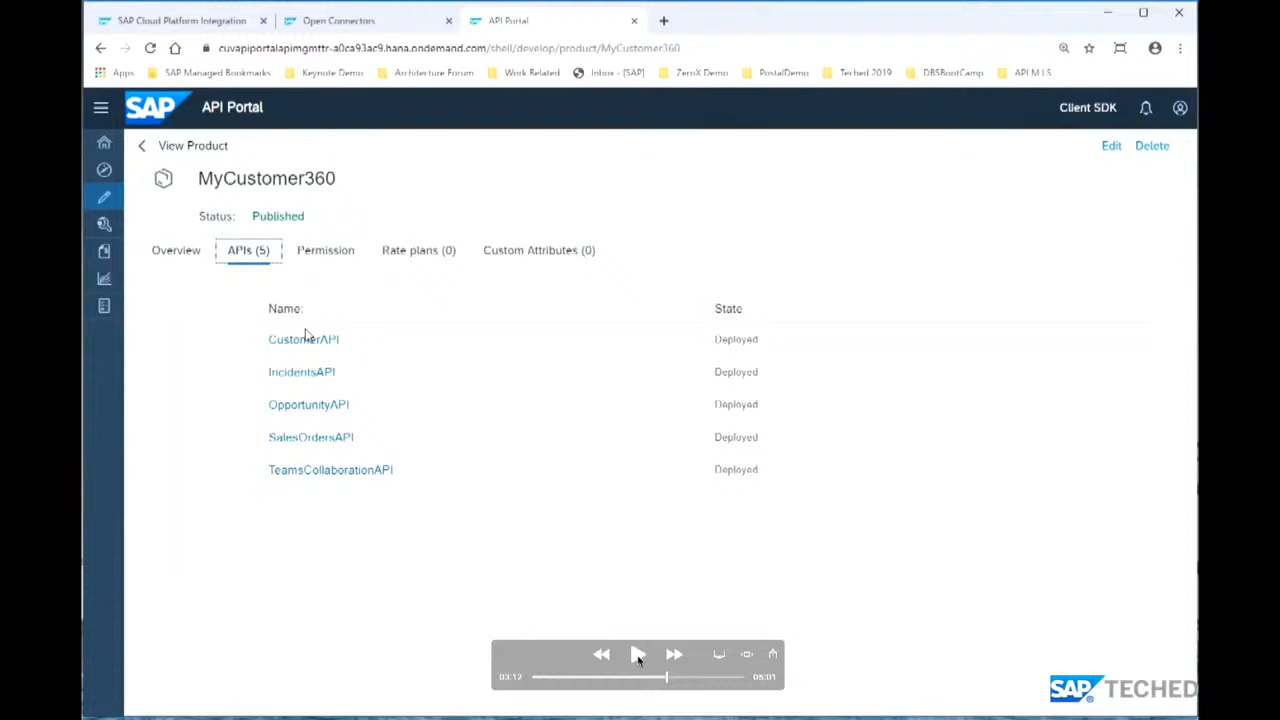 SAP Cloud Platform Integration Open Connectors API Portal
cuvapiportalapimgmttr-a0ca93ac9.hana.ondemand.com/shell/develop/product/MyCustomer360
Apps SAP Managed Bookmarks Keynote Demo Architecture Forum Work Related Inbox - [SAP] ZeroX Demo PostalDemo Teched 2019 DBSBootCamp API M I.S
SAP API Portal Client SDK
View Product Edit Delete
MyCustomer360
Status: Published
Overview APIs (5) Permission Rate plans (0) Custom Attributes (0)
Name: State
CustomerAPI Deployed
IncidentsAPI Deployed
OpportunityAPI Deployed
SalesOrdersAPI Deployed
TeamsCollaborationAPI Deployed
03:12 05:01
SAP® TECHED